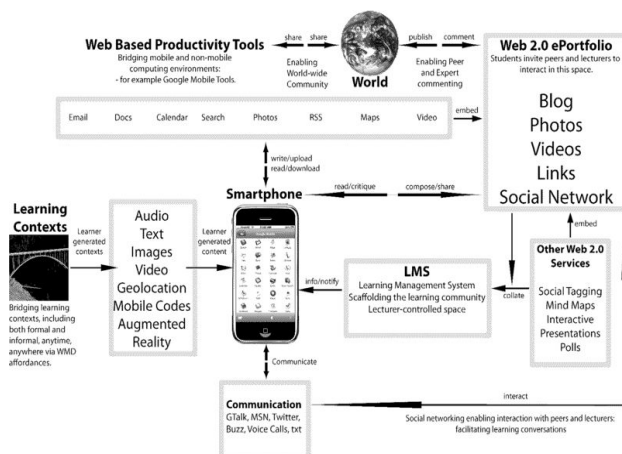 share share
publish comment
Web Based Productivity Tools
Bridging mobile and non-mobile
computing environments:
- for example Google Mobile Tools.
Enabling
World-wide
Community
World
Enabling Peer
and Expert
commenting
Web 2.0 ePortfolio
Students invite peers and lecturers to
interact in this space.
Blog
Photos
Videos
Links
Social Network
Email Docs Calendar Search Photos RSS Maps Video
embed
write/upload
read/download
Smartphone
read/critique compose/share
Learning
Contexts
Bridging learning
contexts, including
both formal and
informal, anytime,
anywhere via WMD
affordances.
Learner
generated
contexts
Audio
Text
Images
Video
Geolocation
Mobile Codes
Augmented
Reality
Learner
generated
content
info/notify
LMS
Learning Management System
Scaffolding the learning community
Lecturer-controlled space
collate
embed
Other Web 2.0
Services
Social Tagging
Mind Maps
Interactive
Presentations
Polls
Communicate
Communication
GTalk, MSN, Twitter,
Buzz, Voice Calls, txt
interact
Social networking enabling interaction with peers and lecturers:
facilitating learning conversations